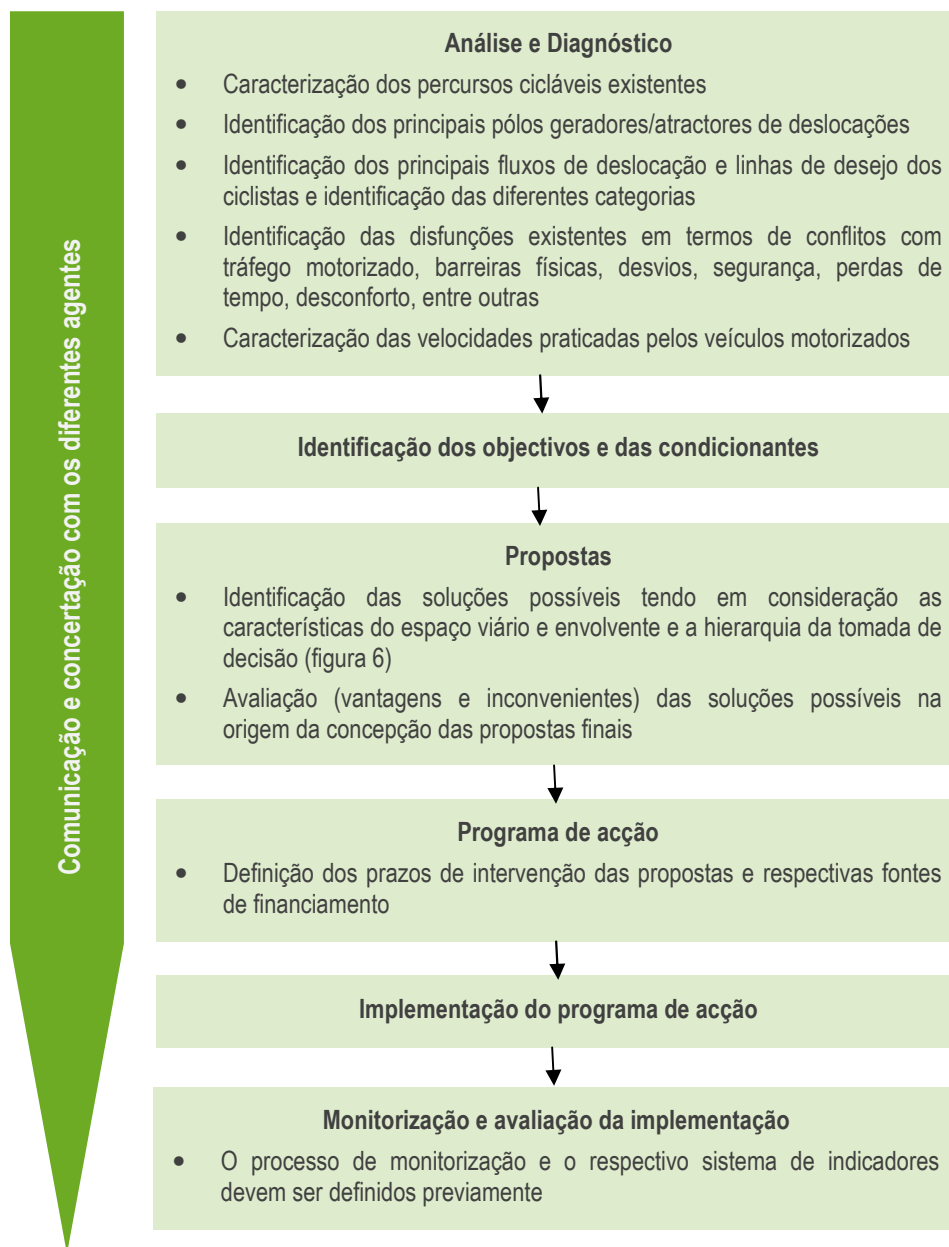 Comunicação e concertação com os diferentes agentes
Análise e Diagnóstico
• Caracterização dos percursos cicláveis existentes
• Identificação dos principais pólos geradores/atractores de deslocações
• Identificação dos principais fluxos de deslocação e linhas de desejo dos
ciclistas e identificação das diferentes categorias
• Identificação das disfunções existentes em termos de conflitos com
tráfego motorizado, barreiras físicas, desvios, segurança, perdas de
tempo, desconforto, entre outras
• Caracterização das velocidades praticadas pelos veículos motorizados
Identificação dos objectivos e das condicionantes
Propostas
• Identificação das soluções possíveis tendo em consideração as
características do espaço viário e envolvente e a hierarquia da tomada de
decisão (figura 6)
• Avaliação (vantagens e inconvenientes) das soluções possíveis na
origem da concepção das propostas finais
Programa de acção
• Definição dos prazos de intervenção das propostas e respectivas fontes
de financiamento
Implementação do programa de acção
Monitorização e avaliação da implementação
• O processo de monitorização e o respectivo sistema de indicadores
devem ser definidos previamente